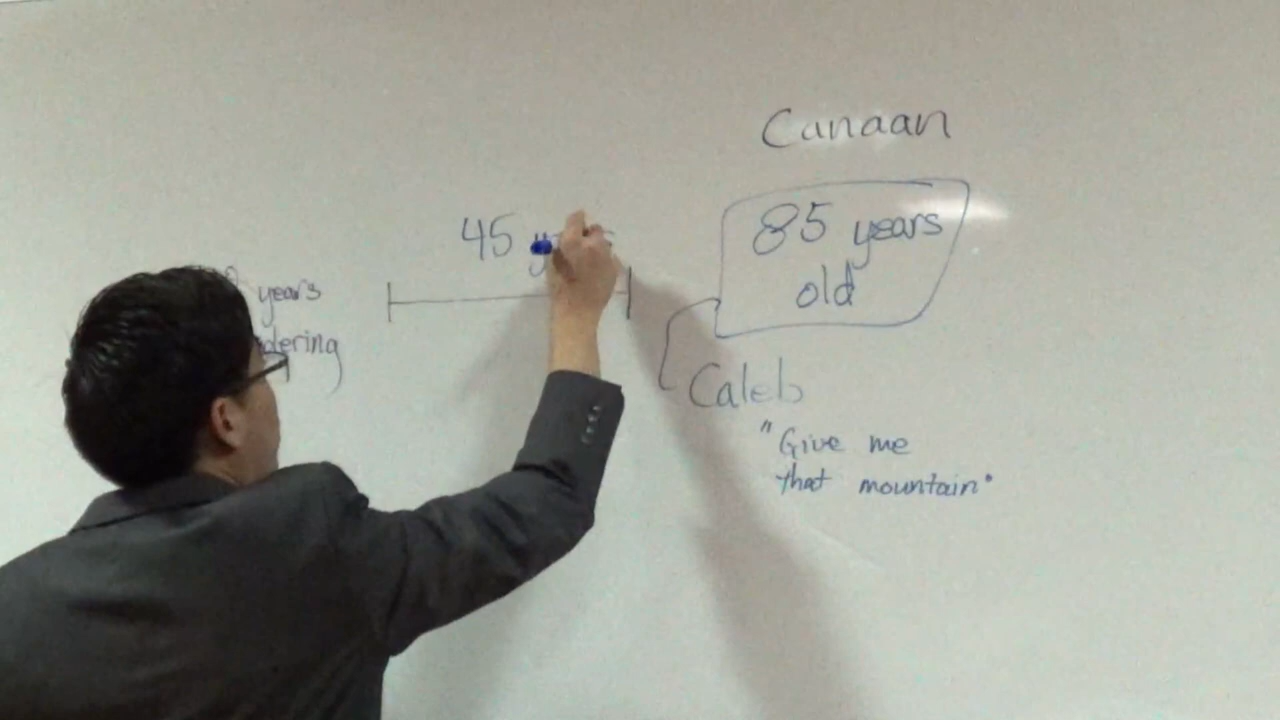 Canaan
45
85 years
old
years
Caleb
"Give me
that mountain"